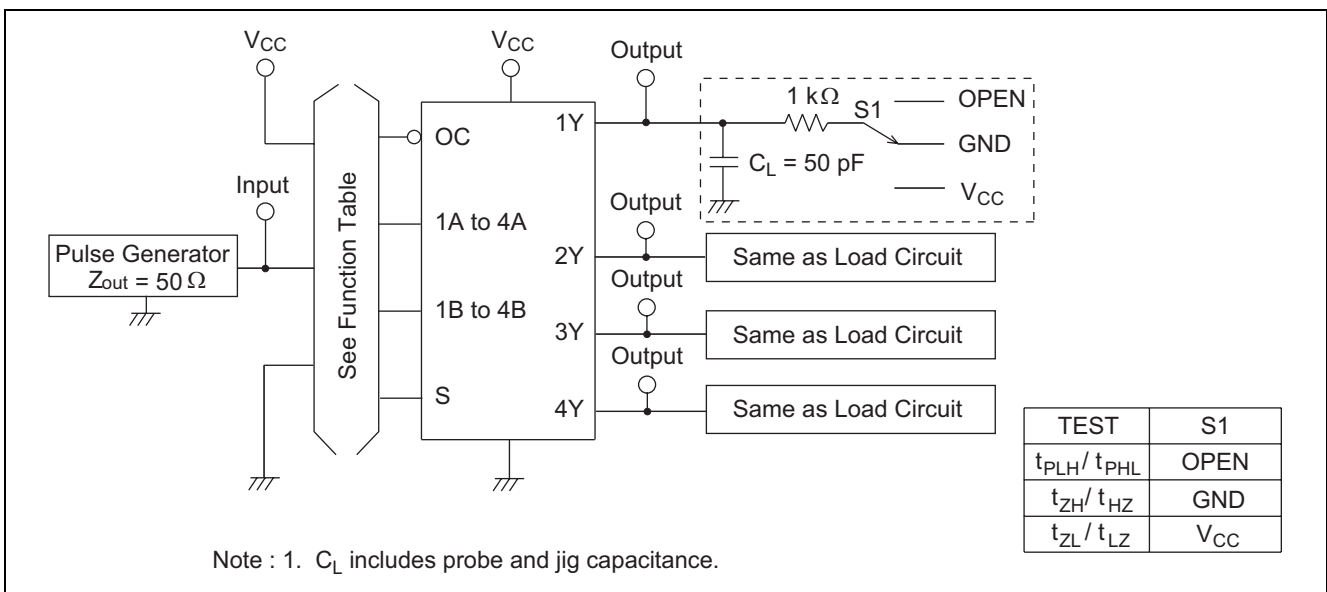 VCC
VCC
Output
1 kΩ
S1
OPEN
GND
VCC
CL = 50 pF
OC
1Y
Input
Pulse Generator
Zout = 50 Ω
See Function Table
1A to 4A
1B to 4B
S
Output
2Y
Same as Load Circuit
Output
3Y
Same as Load Circuit
Output
4Y
Same as Load Circuit
TEST S1
tPLH / tPHL OPEN
tZH / tHZ GND
tZL / tLZ VCC
Note : 1. CL includes probe and jig capacitance.